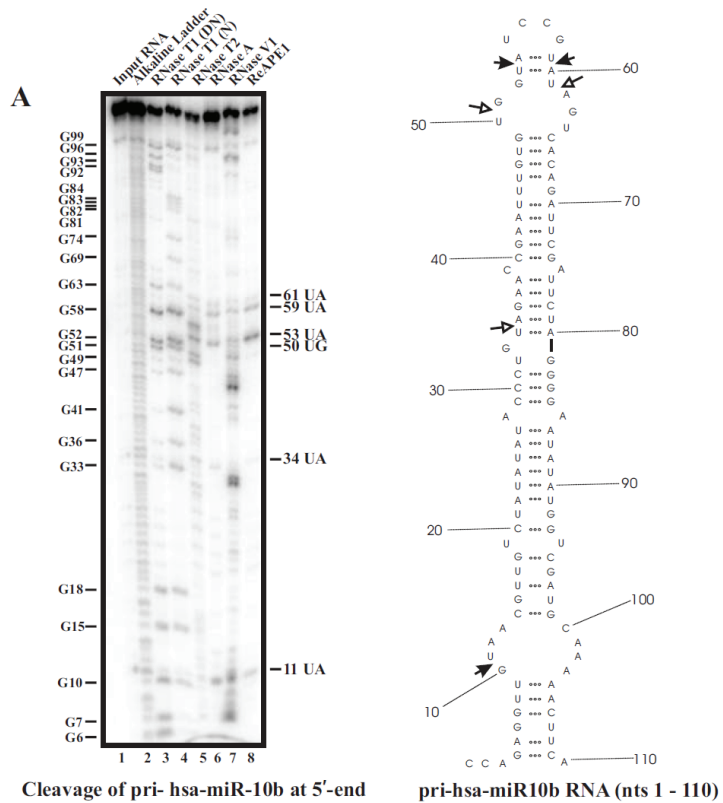 A
Input RNA
Alkaline Ladder
RNase T1 (DN)
RNase T1 (N)
RNase T2
RNase A
RNase V1
ReAPE1
G99
G96
G93
G92
G84
G83
G82
G81
G74
G69
G63
G58
G52
G51
G49
G47
G41
G36
G33
G18
G15
G10
G7
G6
61 UA
59 UA
53 UA
50 UG
34 UA
11 UA
1 2 3 4 5 6 7 8
Cleavage of pri- hsa-miR-10b at 5′-end
C C
U G
A U
U A 60
G U
A
G G
50 U U
G C
U A
G C
U A
U G
U A 70
A U
A U
G C
40 C G
C A
A U
A U
G C
A U
U A 80
G
U G
C G
C G
30 C G
A A
U A
A U
U A
A U
U A 90
A U
U G
20 C G
U U
G C
U G
U A
G U
C G 100
A C
A A
U A
10 G A
U A
U A
G C
G U
A U
C C A G C A 110
pri-hsa-miR10b RNA (nts 1 - 110)